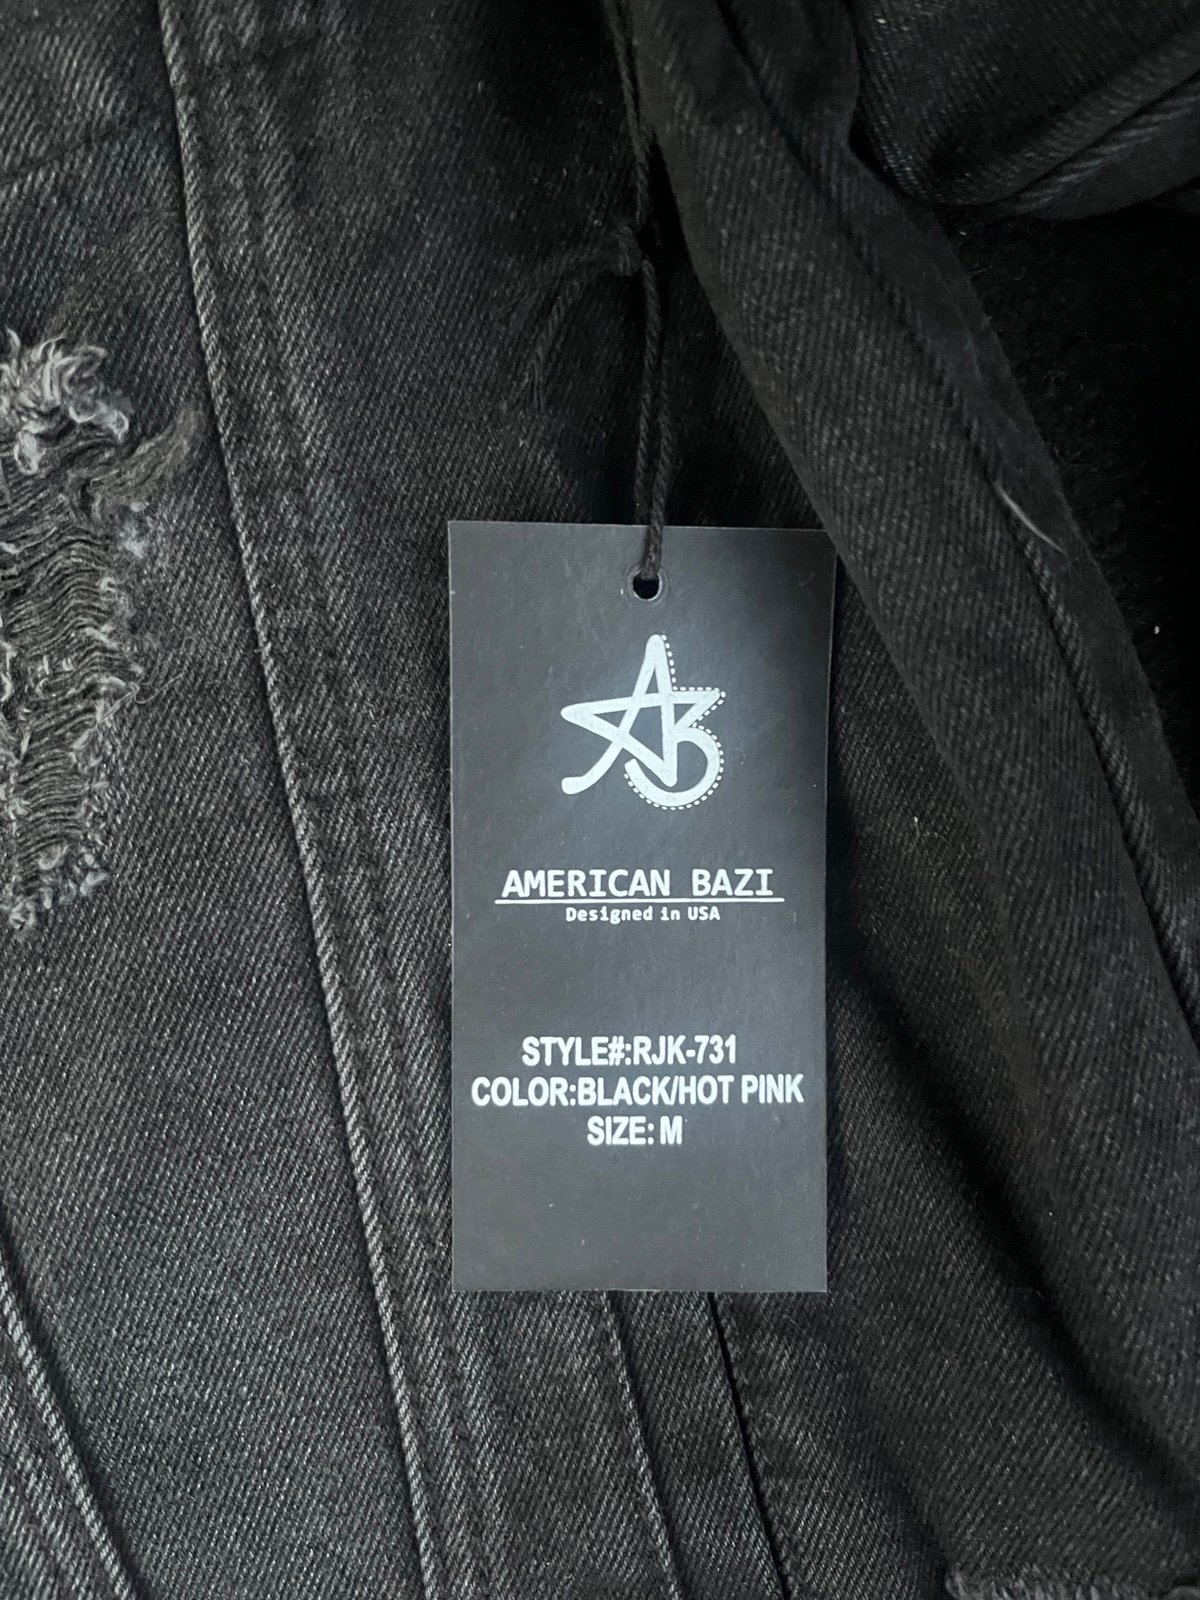 AB
AMERICAN BAZI
Designed in USA
STYLE#:RJK-731
COLOR:BLACK/HOT PINK
SIZE: M